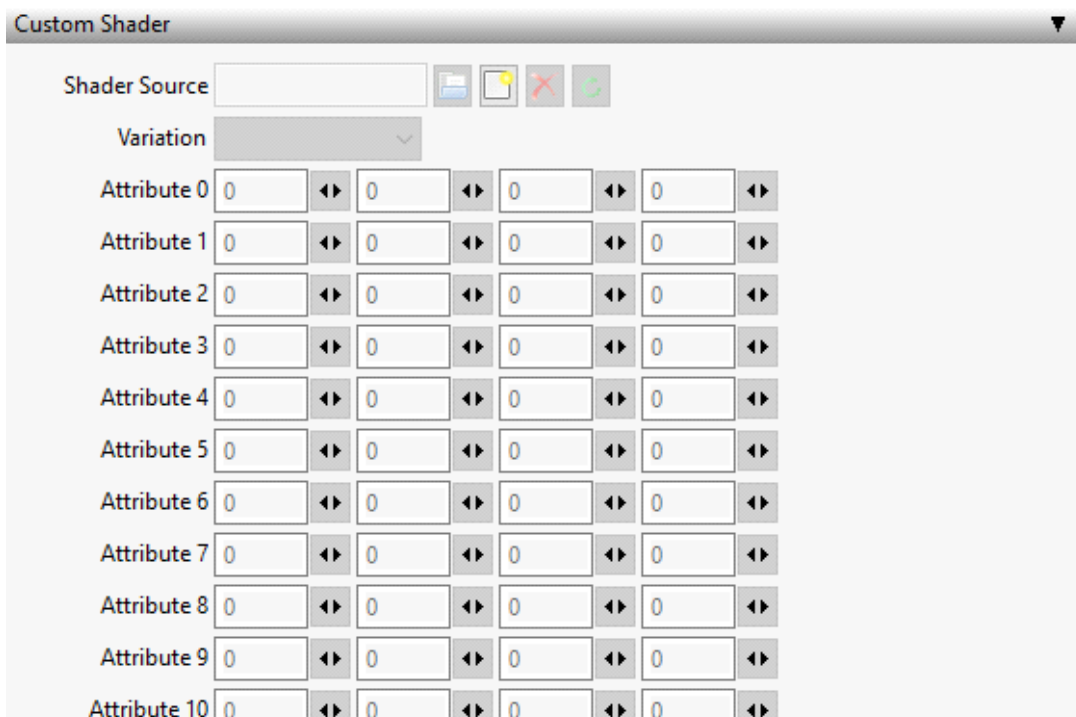 Custom Shader
Shader Source
Variation
Attribute 0 0 0 0 0
Attribute 1 0 0 0 0
Attribute 2 0 0 0 0
Attribute 3 0 0 0 0
Attribute 4 0 0 0 0
Attribute 5 0 0 0 0
Attribute 6 0 0 0 0
Attribute 7 0 0 0 0
Attribute 8 0 0 0 0
Attribute 9 0 0 0 0
Attribute 10 0 0 0 0